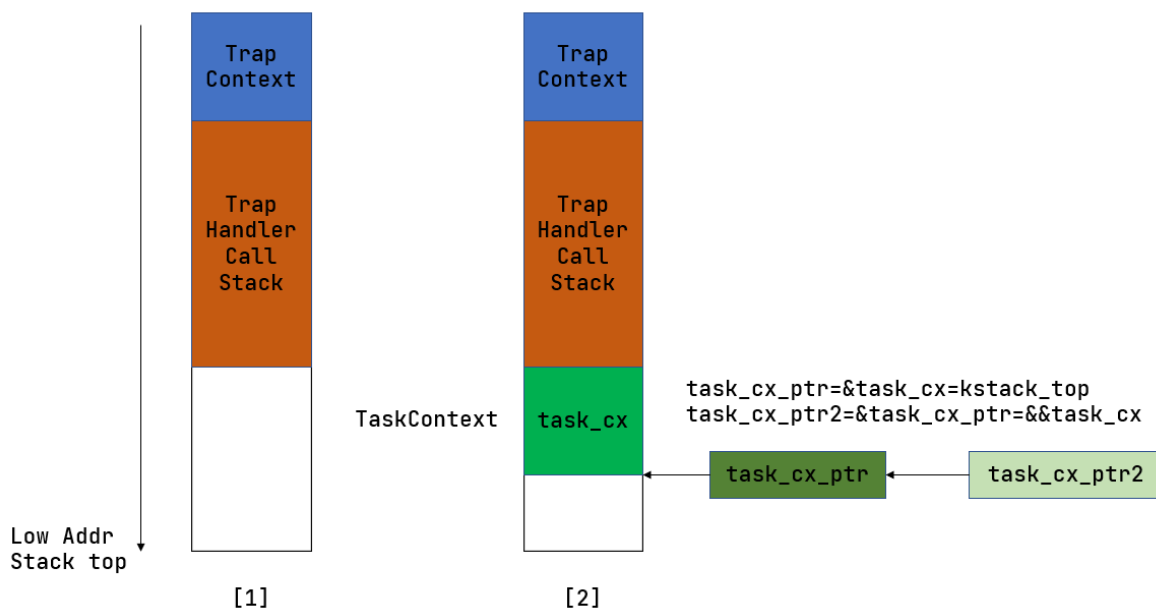 Trap
Context
Trap
Handler
Call
Stack
Low Addr
Stack top
[1]
Trap
Context
Trap
Handler
Call
Stack
TaskContext
task_cx
task_cx_ptr=&task_cx=kstack_top
task_cx_ptr2=&task_cx_ptr=&&task_cx
task_cx_ptr
task_cx_ptr2
[2]